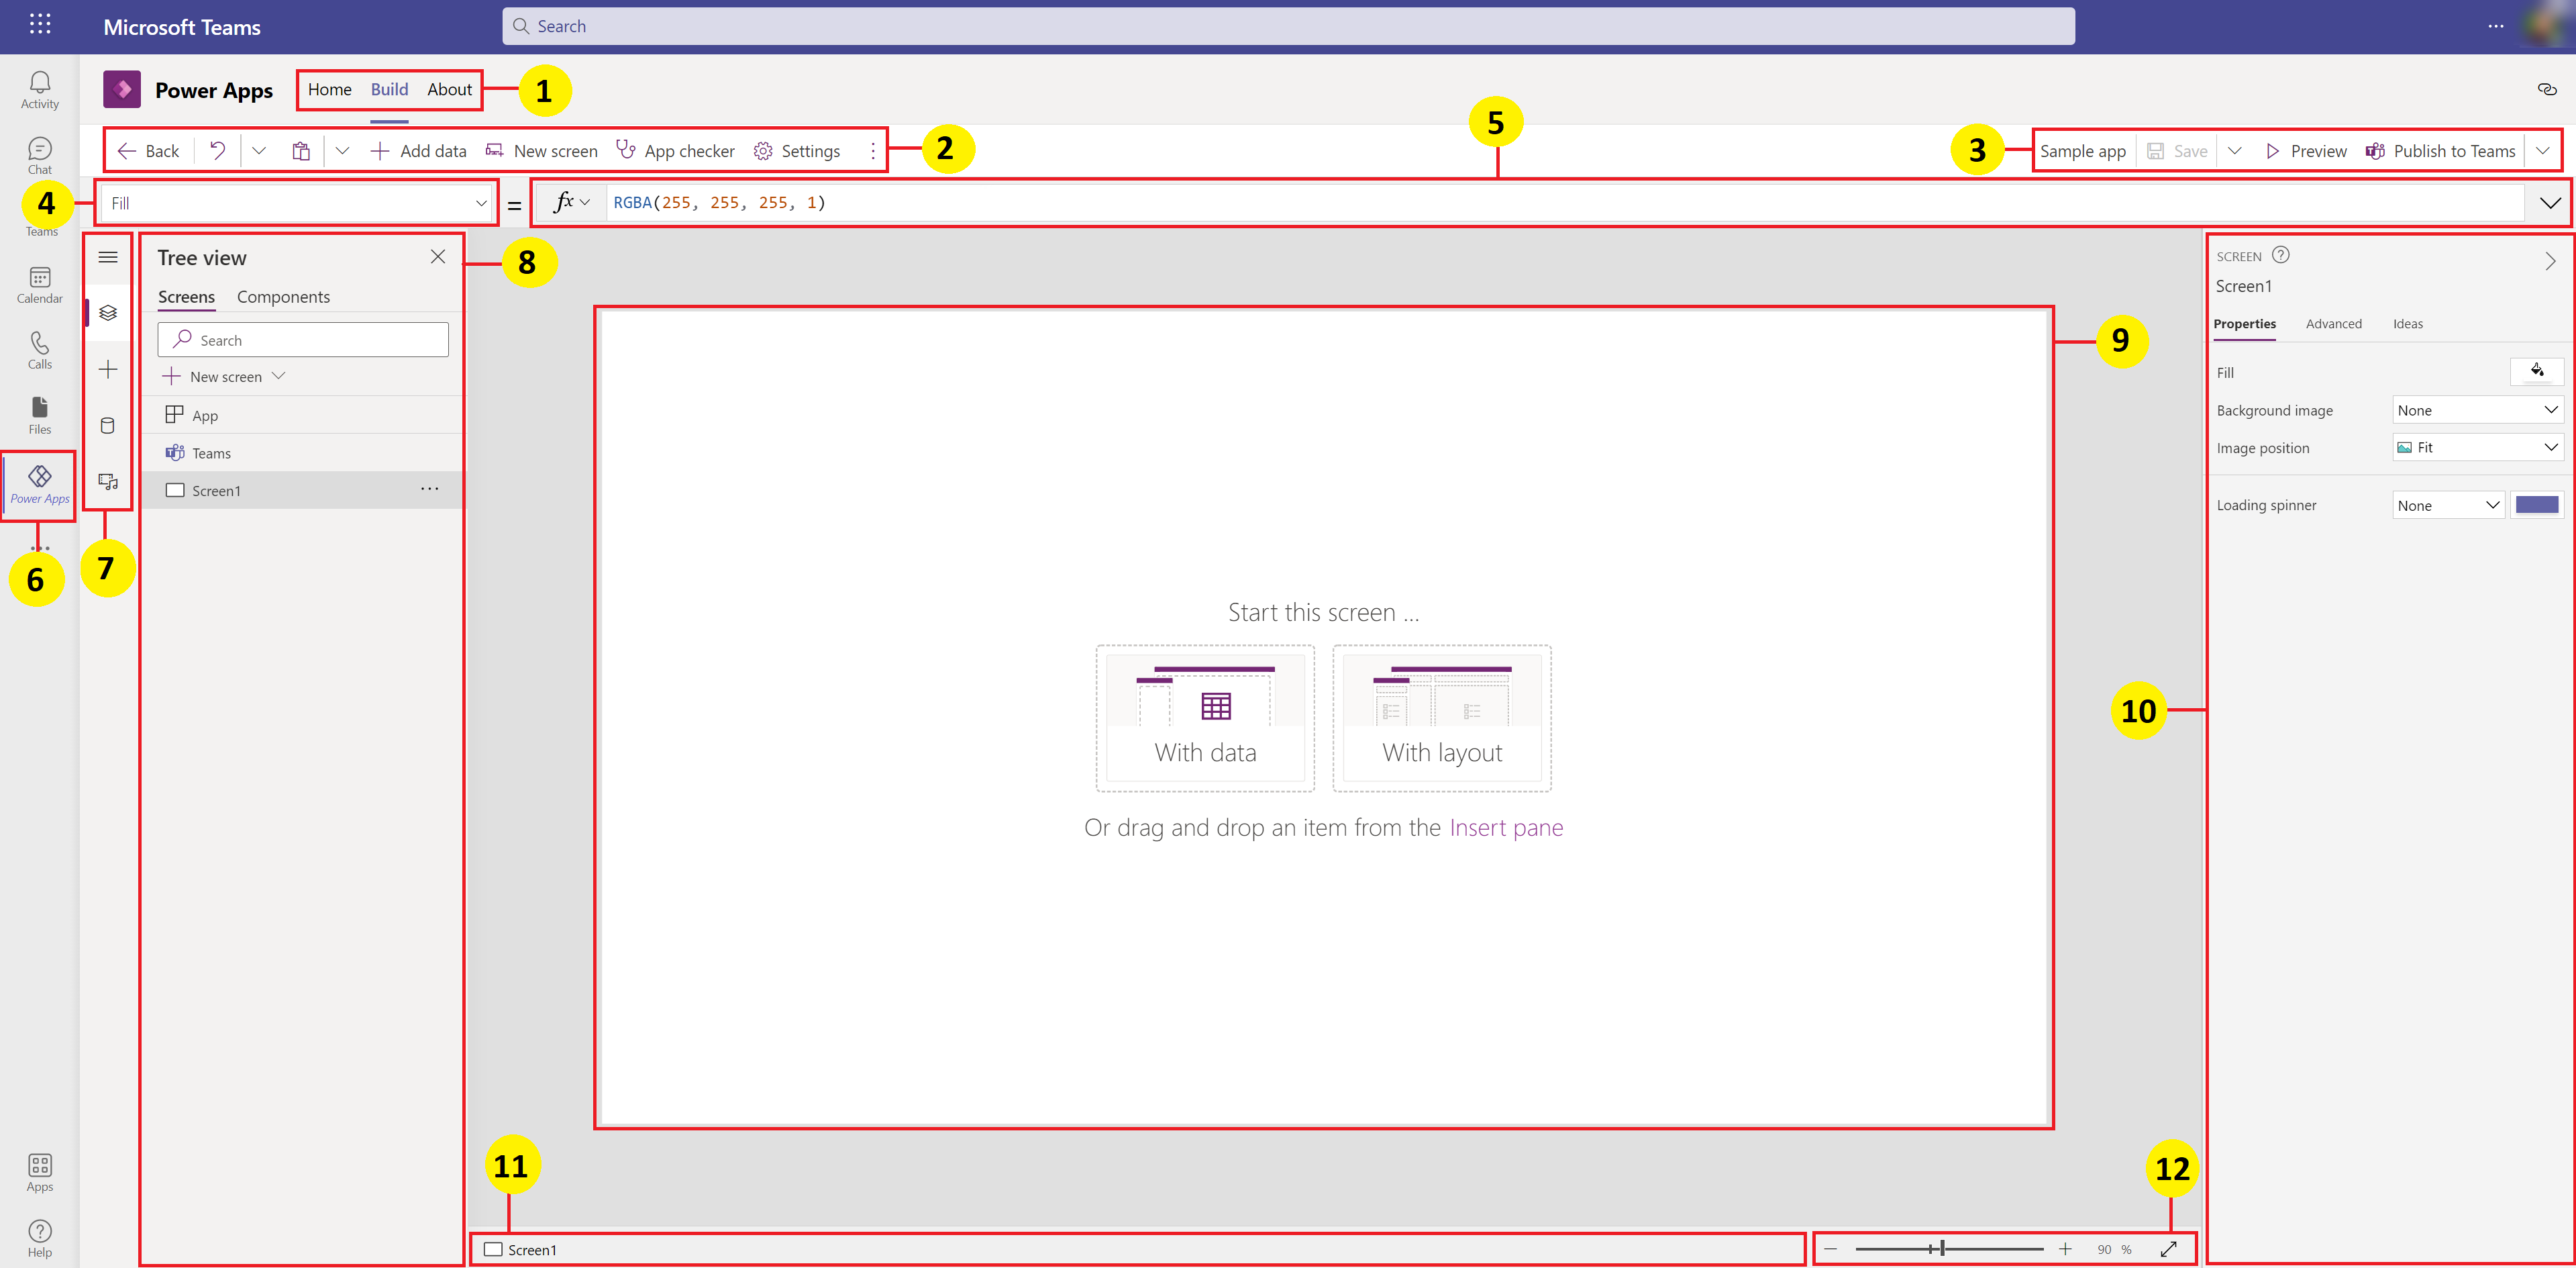 Microsoft Teams
Search
Power Apps
Home Build About
1
Back Add data New screen App checker Settings
2
5
3
Sample app Save Preview Publish to Teams
4
Fill
=
fx RGBA(255, 255, 255, 1)
Activity
Chat
Teams
Calendar
Calls
Files
Power Apps
6
Apps
Help
7
Tree view
8
Screens Components
Search
New screen
App
Teams
Screen1
9
Start this screen ...
With data
With layout
Or drag and drop an item from the Insert pane
SCREEN
Screen1
Properties Advanced Ideas
Fill
Background image None
Image position Fit
Loading spinner None
10
11
Screen1
12
90 %